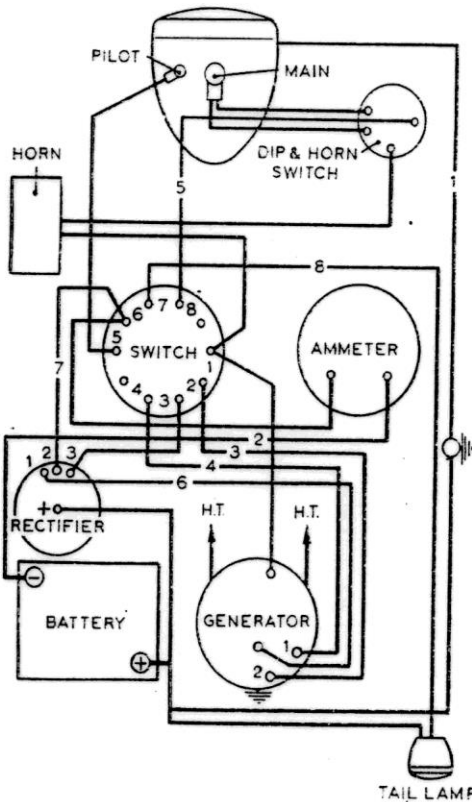 PILOT
MAIN
HORN
DIP & HORN
SWITCH
1
5
8
6 7 8
5
SWITCH 1
4 3 2
AMMETER
7
2
3
4
1 2 3
6
+
RECTIFIER
H.T. H.T.
-
BATTERY
+
GENERATOR
1
2
TAIL LAMP